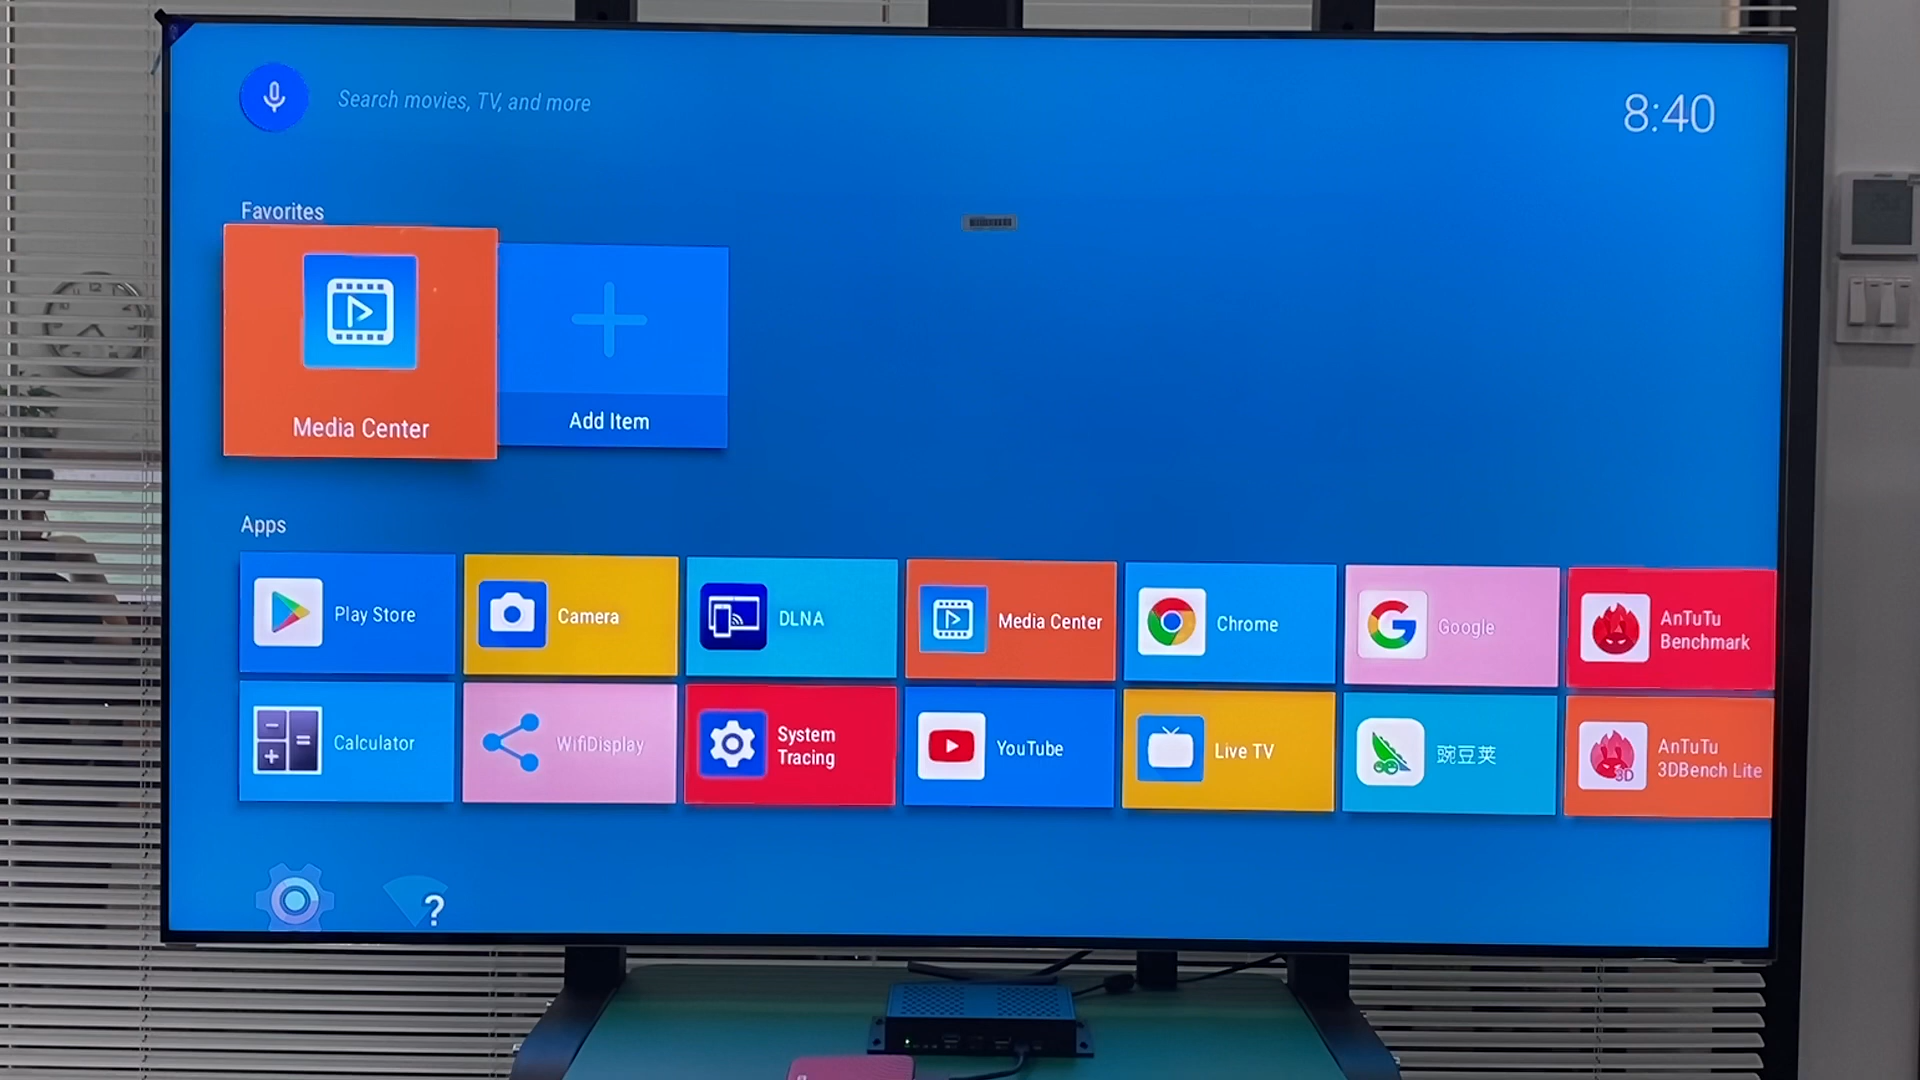 Search movies, TV, and more
8:40
Favorites
Media Center
Add Item
Apps
Play Store
Camera
DLNA
Media Center
Chrome
Google
AnTuTu
Benchmark
Calculator
WifiDisplay
System
Tracing
YouTube
Live TV
豌豆荚
3D
AnTuTu
3DBench Lite
?